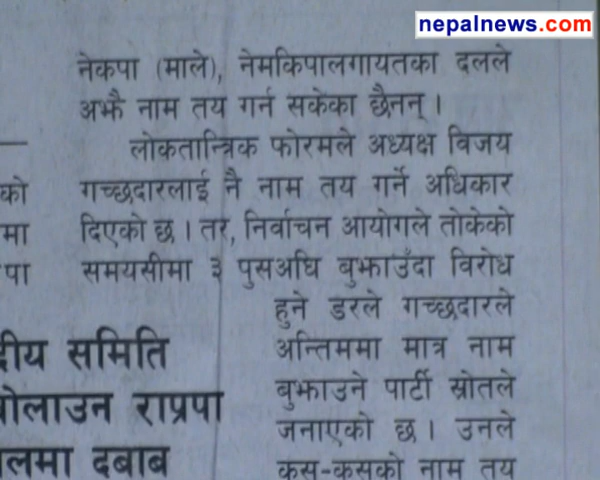 nepalnews.com
नेकपा (माले), नेमकिपालगायतका दलले
अझै नाम तय गर्न सकेका छैनन् ।
लोकतान्त्रिक फोरमले अध्यक्ष विजय
गच्छदारलाई नै नाम तय गर्ने अधिकार
दिएको छ । तर, निर्वाचन आयोगले तोकेको
समयसीमा ३ पुसअघि बुझाउँदा विरोध
हुने डरले गच्छदारले
अन्तिममा मात्र नाम
बुझाउने पार्टी स्रोतले
जनाएको छ । उनले
कस-कसको नाम तय
को
मा
पा
समिति
राप्रपा
दबाब